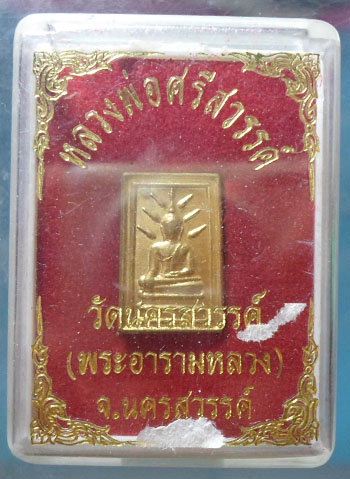 หลวงพ่อศรีสวรรค์
วัดนครสวรรค์
(พระอารามหลวง)
จ.นครสวรรค์